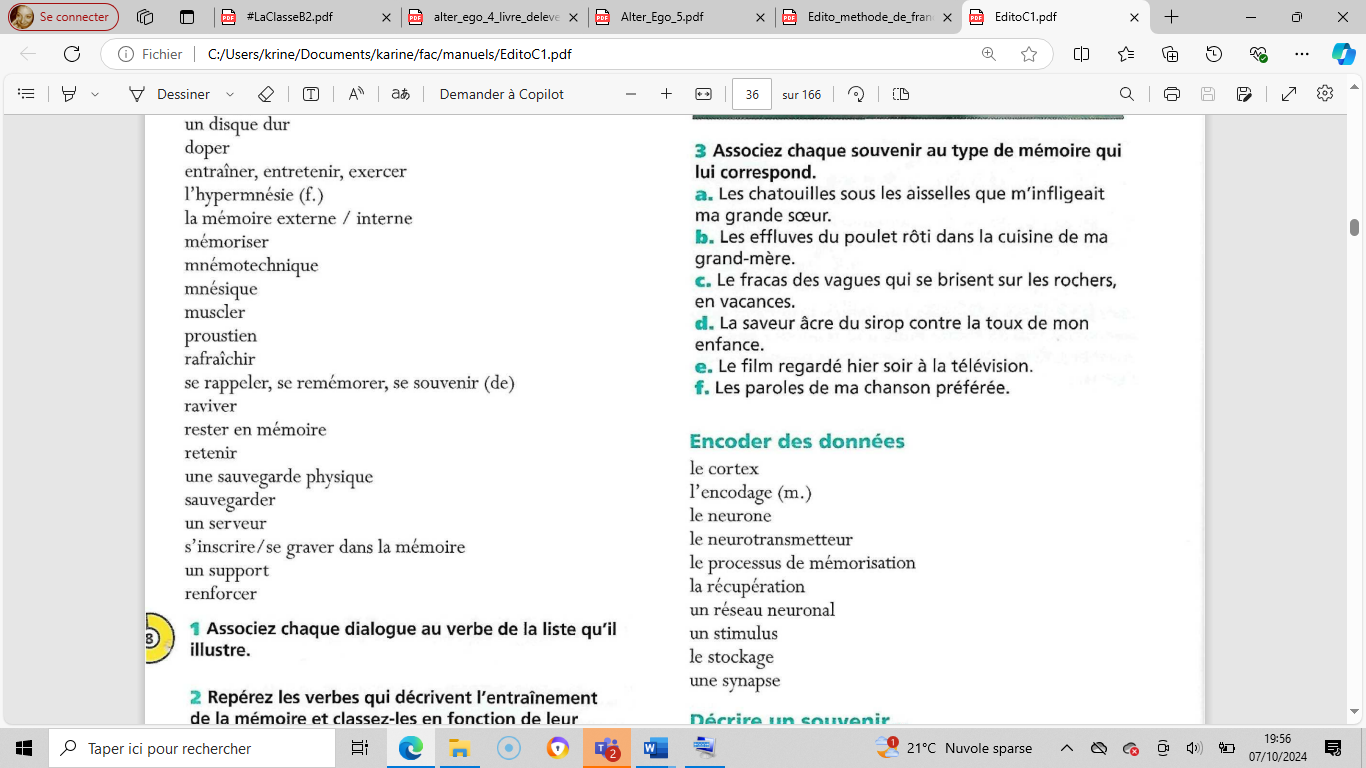 Se connecter
#LaClasseB2.pdf
alter_ego_4_livre_deleve
Alter_Ego_5.pdf
Edito_methode_de_fran
EditoC1.pdf
Fichier
C:/Users/krine/Documents/karine/fac/manuels/EditoC1.pdf
Dessiner
Demander à Copilot
36
sur 166
un disque dur
doper
entraîner, entretenir, exercer
l'hypermnésie (f.)
la mémoire externe / interne
mémoriser
mnémotechnique
mnésique
muscler
proustien
rafraîchir
se rappeler, se remémorer, se souvenir (de)
raviver
rester en mémoire
retenir
une sauvegarde physique
sauvegarder
un serveur
s'inscrire/se graver dans la mémoire
un support
renforcer
8
1 Associez chaque dialogue au verbe de la liste qu'il
illustre.
2 Repérez les verbes qui décrivent l'entraînement
de la mémoire et classez-les en fonction de leur
3 Associez chaque souvenir au type de mémoire qui
lui correspond.
a. Les chatouilles sous les aisselles que m'infligeait
ma grande sœur.
b. Les effluves du poulet rôti dans la cuisine de ma
grand-mère.
c. Le fracas des vagues qui se brisent sur les rochers,
en vacances.
d. La saveur âcre du sirop contre la toux de mon
enfance.
e. Le film regardé hier soir à la télévision.
f. Les paroles de ma chanson préférée.
Encoder des données
le cortex
l'encodage (m.)
le neurone
le neurotransmetteur
le processus de mémorisation
la récupération
un réseau neuronal
un stimulus
le stockage
une synapse
Décrire un souvenir
Taper ici pour rechercher
2
1
21°C Nuvole sparse
19:56
07/10/2024